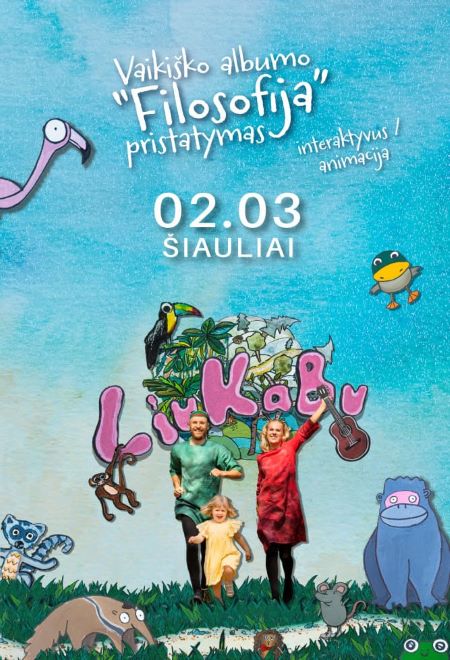 Vaikiško albumo
"Filosofija"
pristatymas
interaktyvus /
animacija
02.03
ŠIAULIAI
LiuKaBu